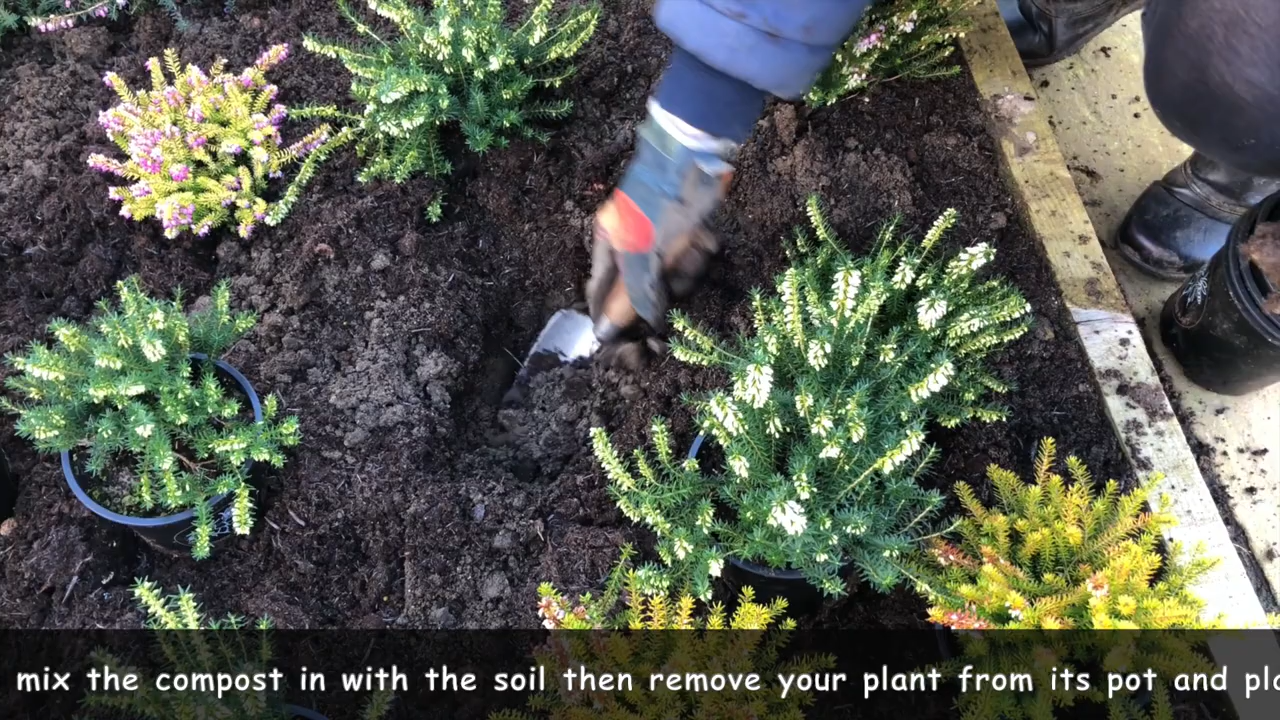 mix the compost in with the soil then remove your plant from its pot and